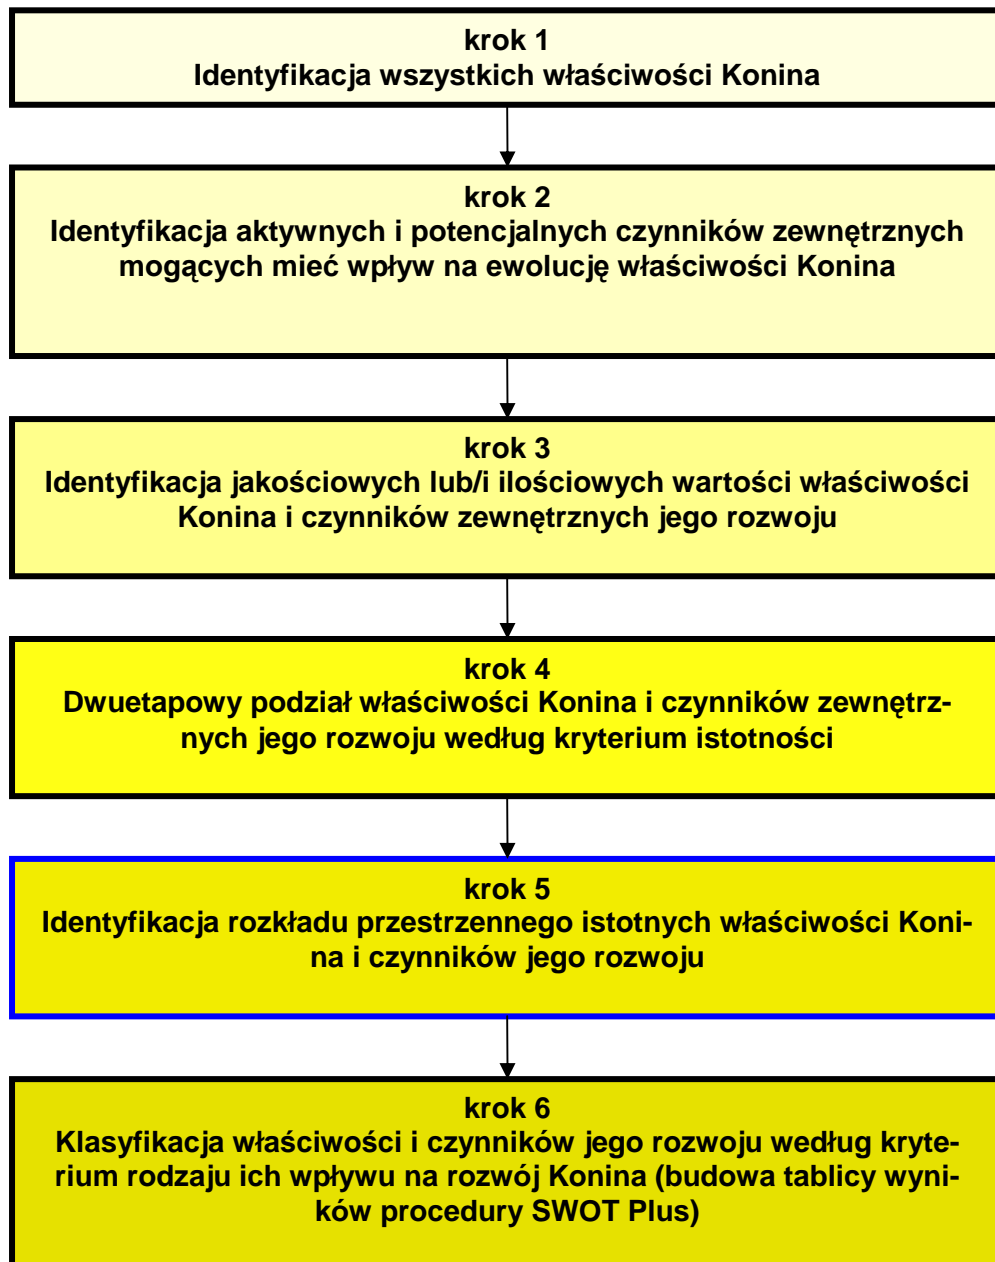 krok 1
Identyfikacja wszystkich właściwości Konina
krok 2
Identyfikacja aktywnych i potencjalnych czynników zewnętrznych
mogących mieć wpływ na ewolucję właściwości Konina
krok 3
Identyfikacja jakościowych lub/i ilościowych wartości właściwości
Konina i czynników zewnętrznych jego rozwoju
krok 4
Dwuetapowy podział właściwości Konina i czynników zewnętrz-
nych jego rozwoju według kryterium istotności
krok 5
Identyfikacja rozkładu przestrzennego istotnych właściwości Koni-
na i czynników jego rozwoju
krok 6
Klasyfikacja właściwości i czynników jego rozwoju według kryte-
rium rodzaju ich wpływu na rozwój Konina (budowa tablicy wyni-
ków procedury SWOT Plus)